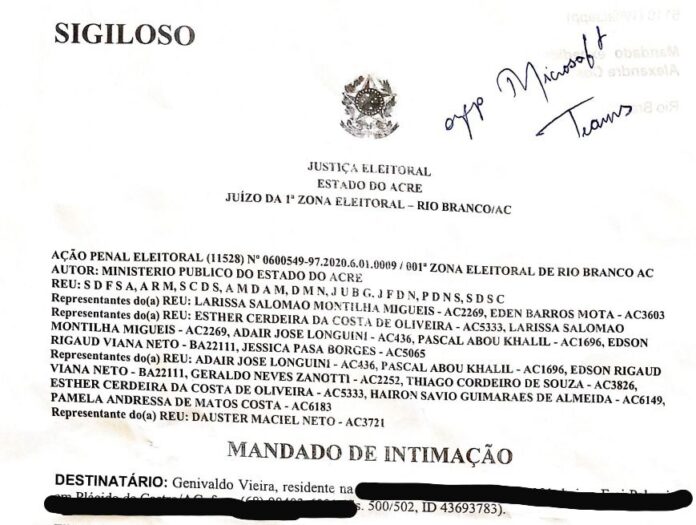 SIGILOSO
app Microsoft
Teams
JUSTIÇA ELEITORAL
ESTADO DO ACRE
JUÍZO DA 1ª ZONA ELEITORAL – RIO BRANCO/AC
AÇÃO PENAL ELEITORAL (11528) Nº 0600549-97.2020.6.01.0009 / 001ª ZONA ELEITORAL DE RIO BRANCO AC
AUTOR: MINISTERIO PUBLICO DO ESTADO DO ACRE
REU: S D F S A, A R M, S C D S, A M D A M, D M N, J U B G, J F D N, P D N S, S D S C
Representantes do(a) REU: LARISSA SALOMAO MONTILHA MIGUEIS - AC2269, EDEN BARROS MOTA - AC3603
Representantes do(a) REU: ESTHER CERDEIRA DA COSTA DE OLIVEIRA - AC5333, LARISSA SALOMAO
MONTILHA MIGUEIS - AC2269, ADAIR JOSE LONGUINI - AC436, PASCAL ABOU KHALIL - AC1696, EDSON
RIGAUD VIANA NETO - BA22111, JESSICA PASA BORGES - AC5065
Representantes do(a) REU: ADAIR JOSE LONGUINI - AC436, PASCAL ABOU KHALIL - AC1696, EDSON RIGAUD
VIANA NETO - BA22111, GERALDO NEVES ZANOTTI - AC2252, THIAGO CORDEIRO DE SOUZA - AC3826,
ESTHER CERDEIRA DA COSTA DE OLIVEIRA - AC5333, HAIRON SAVIO GUIMARAES DE ALMEIDA - AC6149,
PAMELA ANDRESSA DE MATOS COSTA - AC6183
Representante do(a) REU: DAUSTER MACIEL NETO - AC3721
MANDADO DE INTIMAÇÃO
DESTINATÁRIO: Genivaldo Vieira, residente na
s. 500/502, ID 43693783).